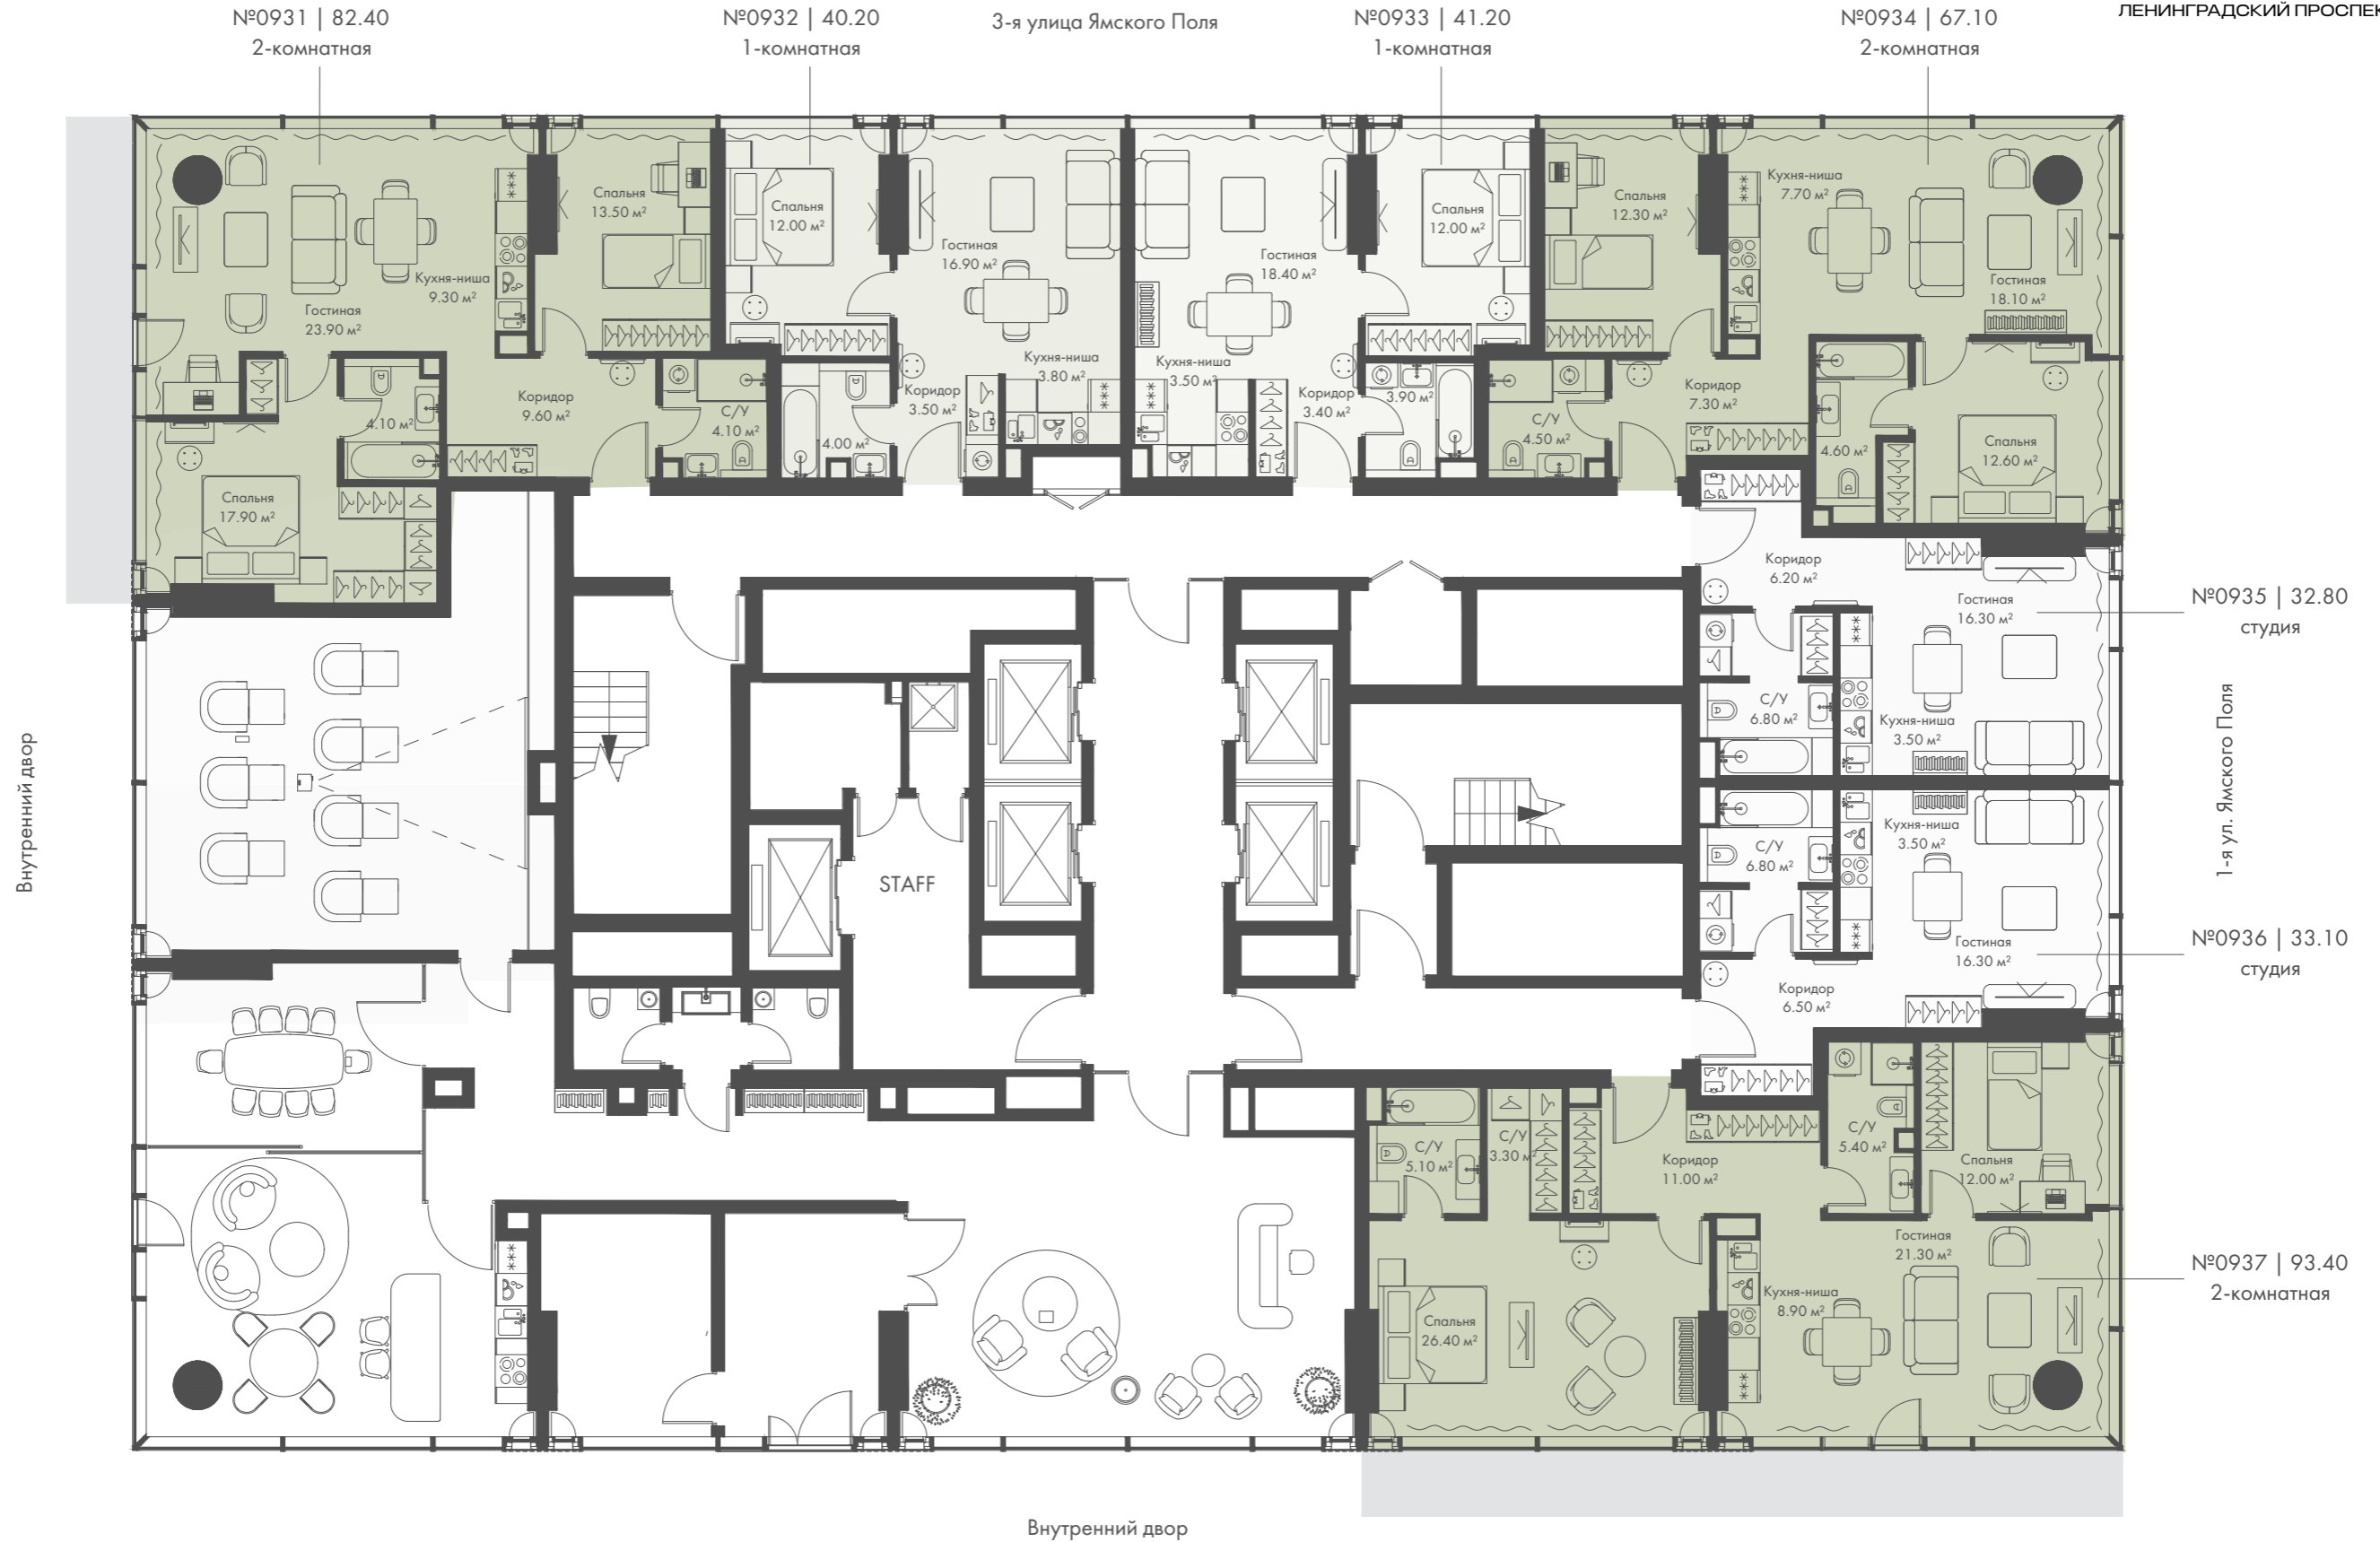 №0931 | 82.40
2-комнатная
№0932 | 40.20
1-комнатная
3-я улица Ямского Поля
№0933 | 41.20
1-комнатная
№0934 | 67.10
2-комнатная
Кухня-ниша
9.30 м²
Гостиная
23.90 м²
Спальня
13.50 м²
4.10 м²
Коридор
9.60 м²
С/У
4.10 м²
Спальня
17.90 м²
Спальня
12.00 м²
Гостиная
16.90 м²
Кухня-ниша
3.80 м²
Коридор
3.50 м²
4.00 м²
Гостиная
18.40 м²
Кухня-ниша
3.50 м²
Коридор
3.40 м²
Спальня
12.00 м²
3.90 м²
Спальня
12.30 м²
Кухня-ниша
7.70 м²
Гостиная
18.10 м²
Коридор
7.30 м²
С/У
4.50 м²
4.60 м²
Спальня
12.60 м²
Коридор
6.20 м²
Гостиная
16.30 м²
С/У
6.80 м²
Кухня-ниша
3.50 м²
№0935 | 32.80
студия
1-я ул. Ямского Поля
Внутренний двор
STAFF
Кухня-ниша
3.50 м²
С/У
6.80 м²
Гостиная
16.30 м²
Коридор
6.50 м²
№0936 | 33.10
студия
С/У
5.10 м²
С/У
3.30 м²
Коридор
11.00 м²
С/У
5.40 м²
Спальня
12.00 м²
Гостиная
21.30 м²
Кухня-ниша
8.90 м²
Спальня
26.40 м²
№0937 | 93.40
2-комнатная
Внутренний двор